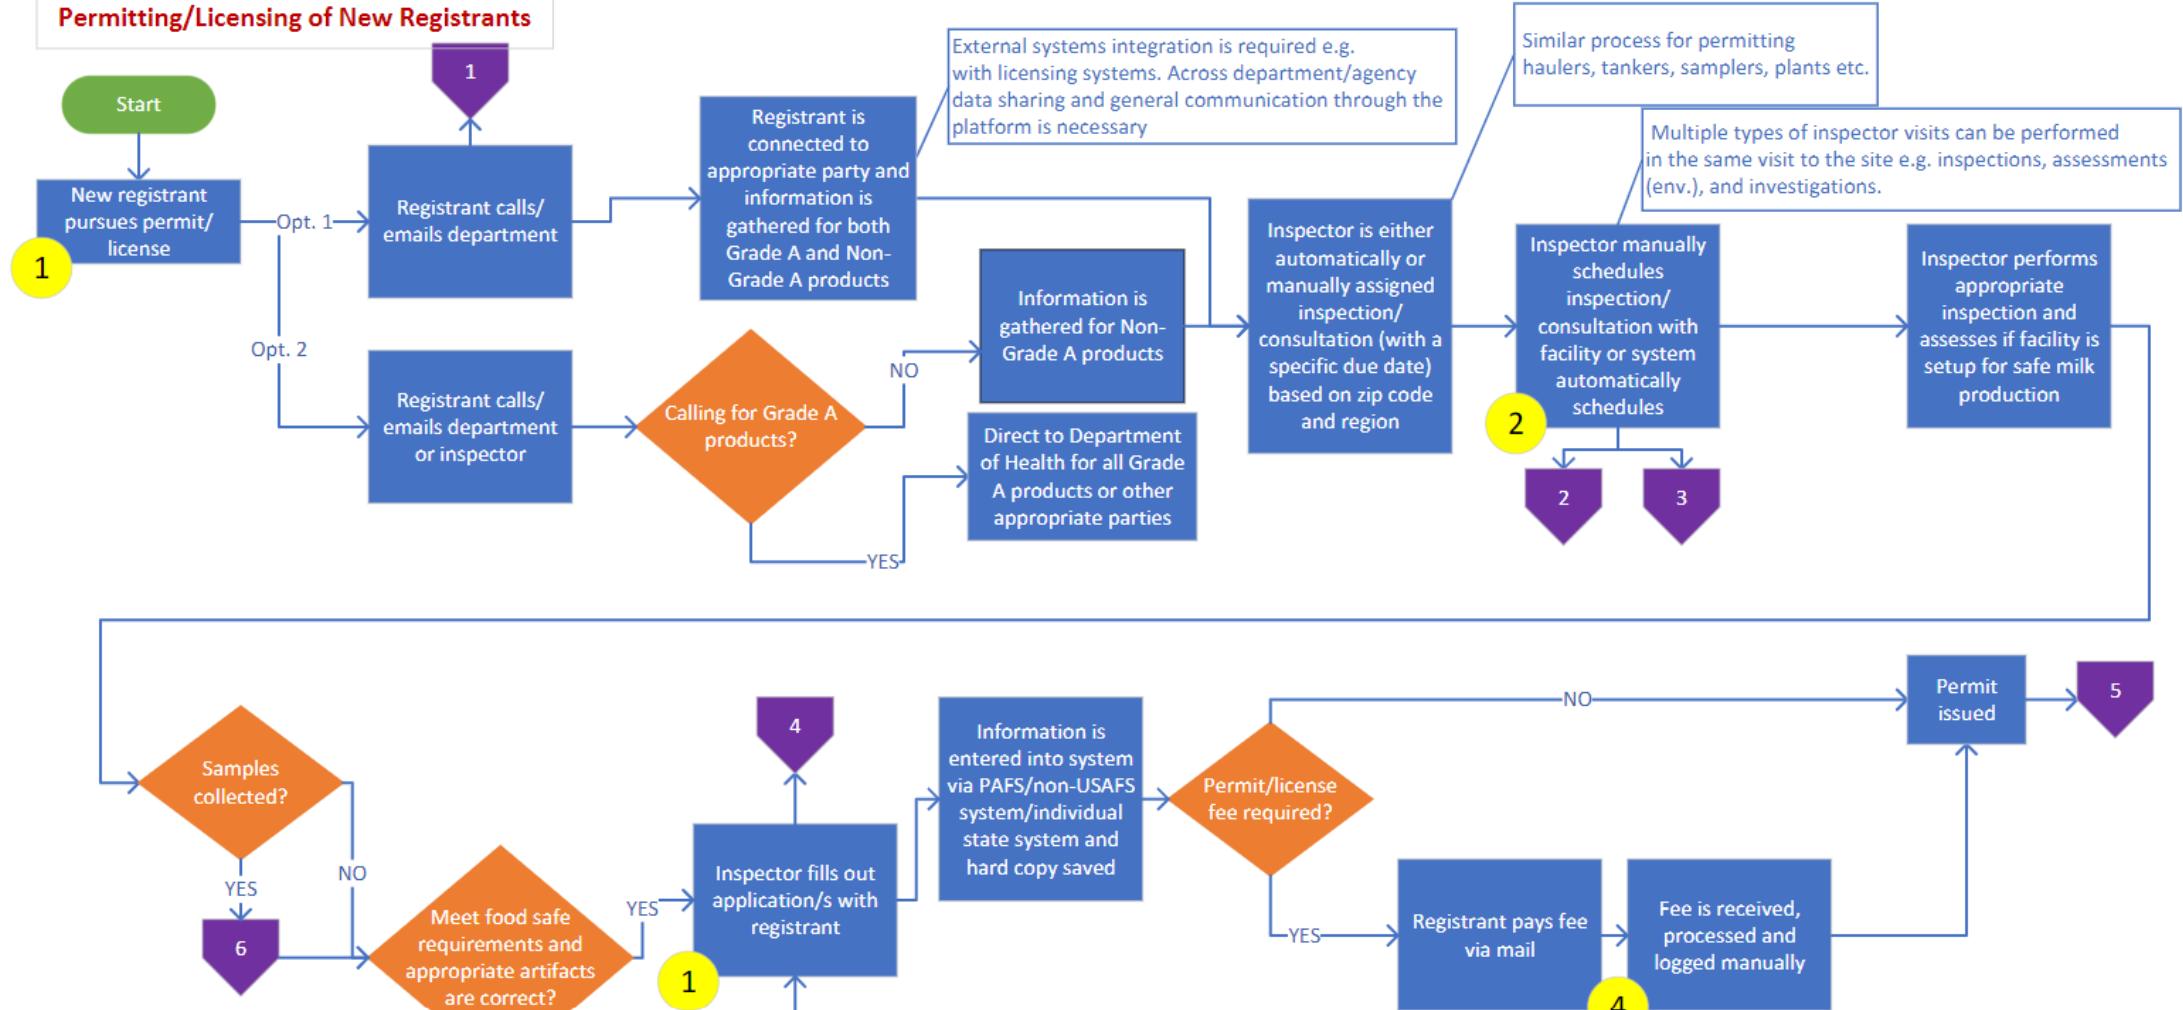 Permitting/Licensing of New Registrants
Start
1
New registrant
pursues permit/
license
1
Opt. 1
Opt. 2
Registrant calls/
emails department
Registrant is
connected to
appropriate party and
information is
gathered for both
Grade A and Non-
Grade A products
External systems integration is required e.g.
with licensing systems. Across department/agency
data sharing and general communication through the
platform is necessary
Registrant calls/
emails department
or inspector
Calling for Grade A
products?
NO
YES
Information is
gathered for Non-
Grade A products
Direct to Department
of Health for all Grade
A products or other
appropriate parties
Inspector is either
automatically or
manually assigned
inspection/
consultation (with a
specific due date)
based on zip code
and region
Similar process for permitting
haulers, tankers, samplers, plants etc.
Multiple types of inspector visits can be performed
in the same visit to the site e.g. inspections, assessments
(env.), and investigations.
Inspector manually
schedules
inspection/
consultation with
facility or system
automatically
schedules
2
2
3
Inspector performs
appropriate
inspection and
assesses if facility is
setup for safe milk
production
Samples
collected?
YES
NO
6
Meet food safe
requirements and
appropriate artifacts
are correct?
YES
4
Inspector fills out
application/s with
registrant
1
Information is
entered into system
via PAFS/non-USAFS
system/individual
state system and
hard copy saved
Permit/license
fee required?
NO
YES
Registrant pays fee
via mail
Fee is received,
processed and
logged manually
4
Permit
issued
5